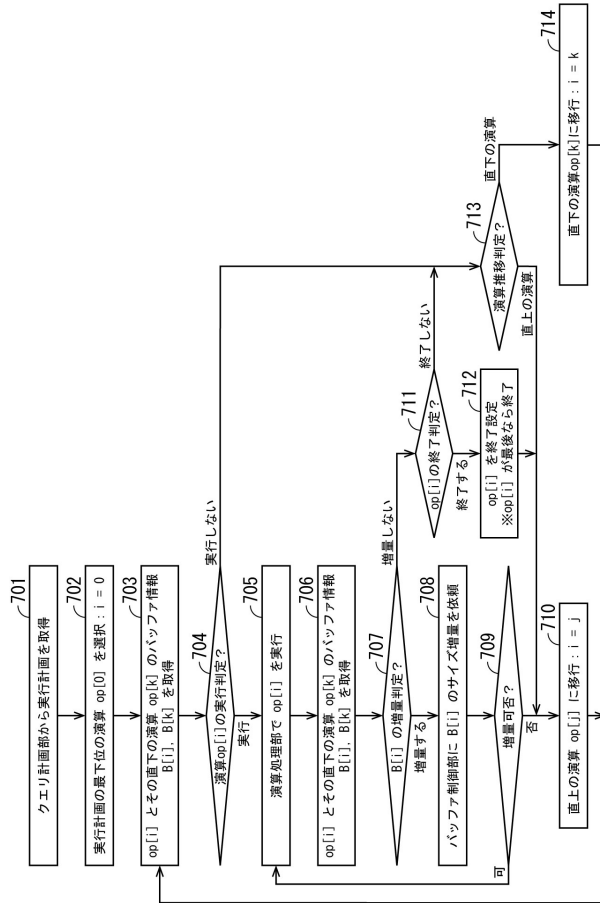 701
クエリ計画部から実行計画を取得
702
実行計画の最下位の演算 op[0] を選択：i = 0
703
op[i] とその直下の演算 op[k] のバッファ情報
B[i]、B[k] を取得
704
演算op[i]の実行判定？
実行しない
実行
705
演算処理部で op[i] を実行
706
op[i] とその直下の演算 op[k] のバッファ情報
B[i]、B[k] を取得
707
B[i] の増量判定？
増量しない
増量する
708
バッファ制御部に B[i] のサイズ増量を依頼
709
増量可否？
可
否
710
直上の演算 op[j] に移行：i = j
711
op[i]の終了判定？
終了しない
終了する
712
op[i] を終了設定
※op[i] が最後なら終了
713
演算推移判定？
直下の演算
直上の演算
714
直下の演算op[k]に移行：i = k